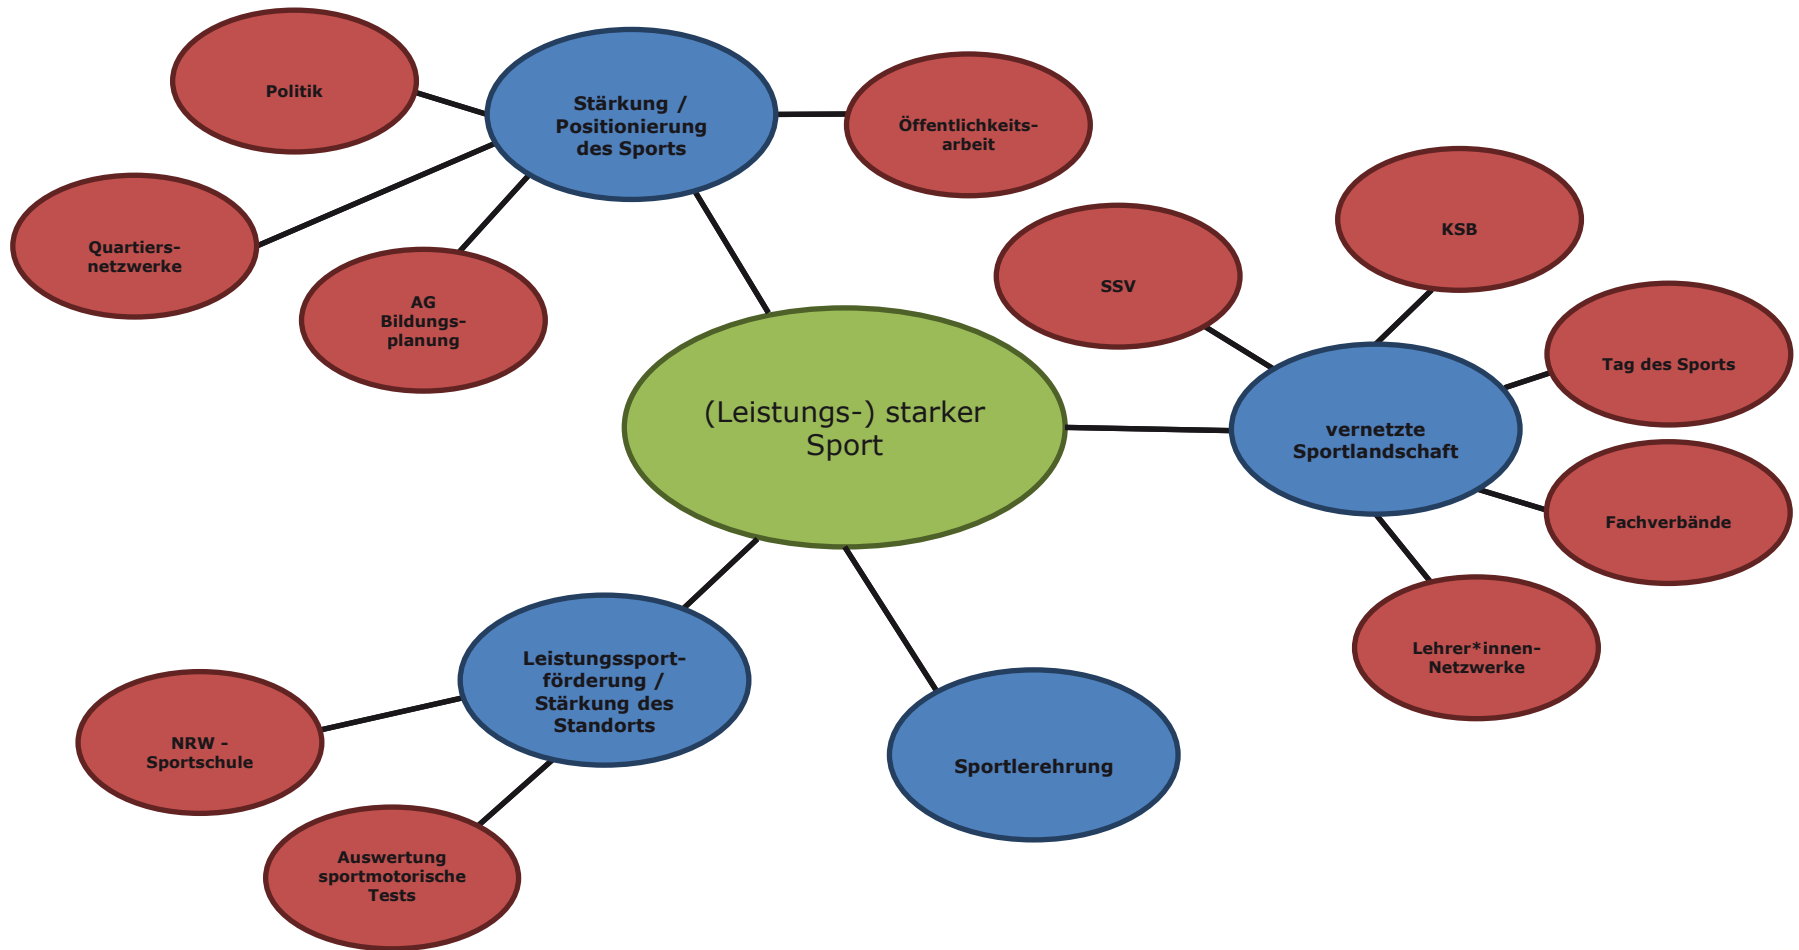 Politik
Stärkung /
Positionierung
des Sports
Öffentlichkeits-
arbeit
Quartiers-
netzwerke
AG
Bildungs-
planung
SSV
KSB
Tag des Sports
(Leistungs-) starker
Sport
vernetzte
Sportlandschaft
Fachverbände
Lehrer*innen-
Netzwerke
Leistungssport-
förderung /
Stärkung des
Standorts
NRW -
Sportschule
Sportlerehrung
Auswertung
sportmotorische
Tests